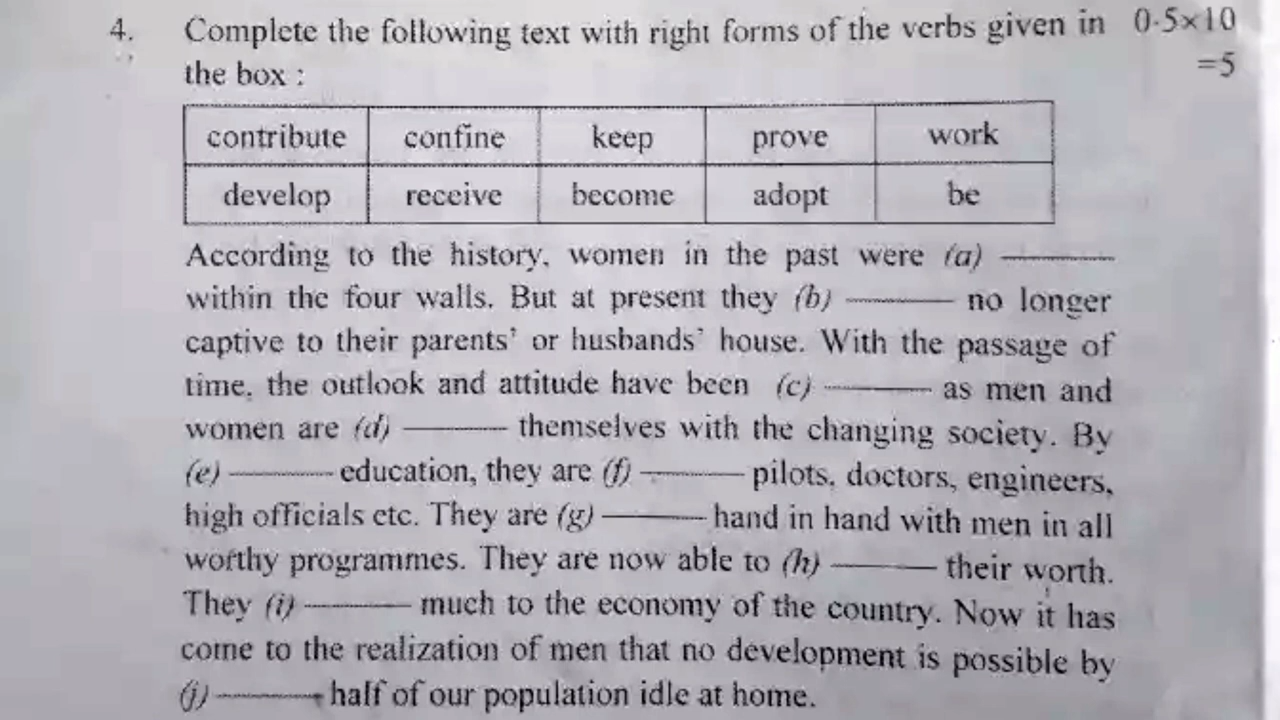 4. Complete the following text with right forms of the verbs given in 0·5×10
the box : =5
contribute confine keep prove work
develop receive become adopt be
According to the history, women in the past were (a) ————
within the four walls. But at present they (b) ———— no longer
captive to their parents' or husbands' house. With the passage of
time, the outlook and attitude have been (c) ———— as men and
women are (d) ———— themselves with the changing society. By
(e) ———— education, they are (f) ———— pilots, doctors, engineers,
high officials etc. They are (g) ———— hand in hand with men in all
worthy programmes. They are now able to (h) ———— their worth.
They (i) ———— much to the economy of the country. Now it has
come to the realization of men that no development is possible by
(j) ———— half of our population idle at home.